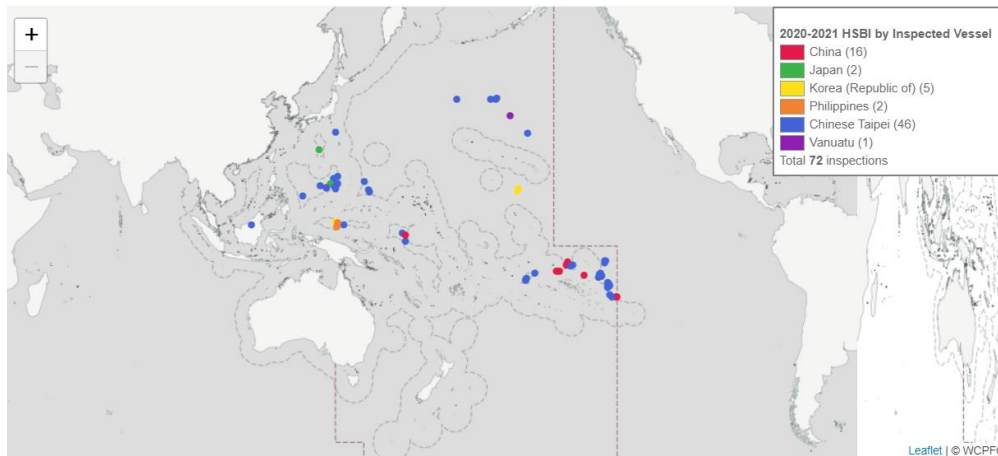 +
−
2020-2021 HSBI by Inspected Vessel
China (16)
Japan (2)
Korea (Republic of) (5)
Philippines (2)
Chinese Taipei (46)
Vanuatu (1)
Total 72 inspections
Leaflet | © WCPF